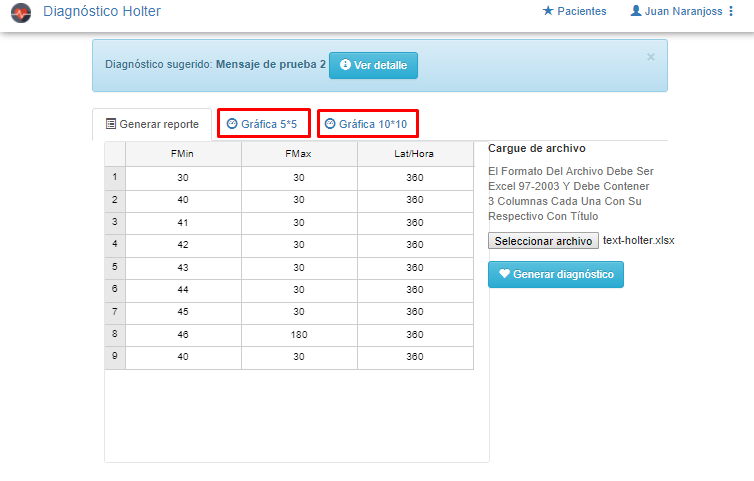 Diagnóstico Holter
Pacientes
Juan Naranjoss
Diagnóstico sugerido: Mensaje de prueba 2 Ver detalle ×
Generar reporte Gráfica 5*5 Gráfica 10*10
FMin FMax Lat/Hora
1 30 30 360
2 40 30 360
3 41 30 360
4 42 30 360
5 43 30 360
6 44 30 360
7 45 30 360
8 46 180 360
9 40 30 360
Cargue de archivo
El Formato Del Archivo Debe Ser
Excel 97-2003 Y Debe Contener
3 Columnas Cada Una Con Su
Respectivo Con Título
Seleccionar archivo text-holter.xlsx
Generar diagnóstico